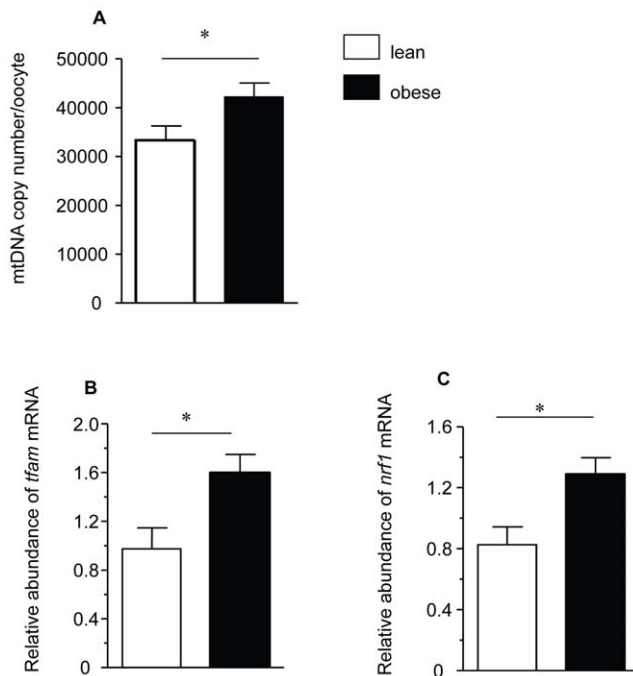 A
*
mtDNA copy number/oocyte
50000
40000
30000
20000
10000
0
lean
obese
B
*
Relative abundance of tfam mRNA
2.0
1.6
1.2
0.8
0.4
0
C
*
Relative abundance of nrf1 mRNA
1.6
1.2
0.8
0.4
0